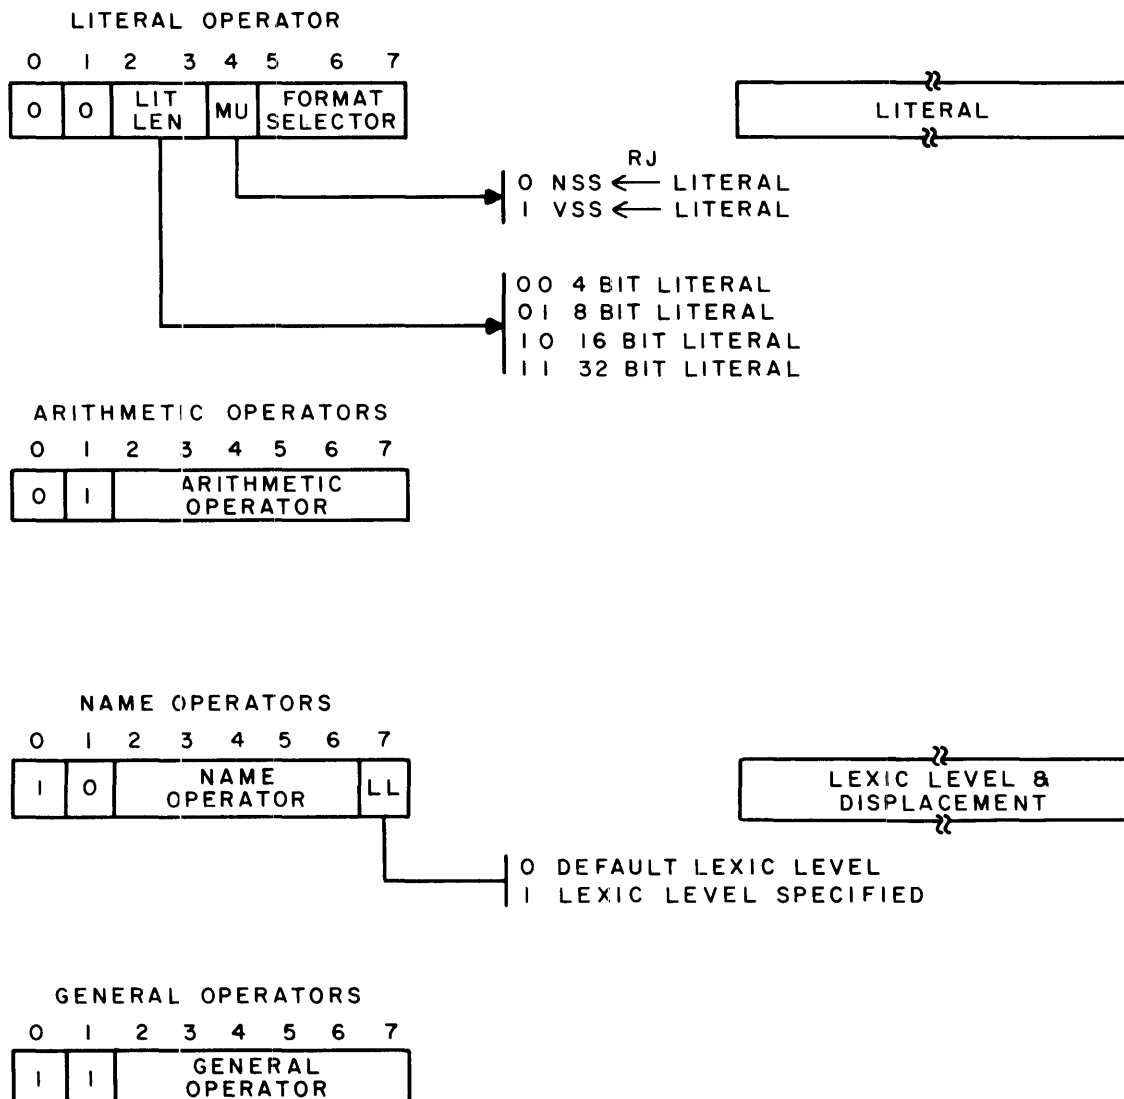 LITERAL OPERATOR
0 1 2 3 4 5 6 7
0 0 LIT LEN MU FORMAT SELECTOR
LITERAL
RJ
0 NSS ← LITERAL
1 VSS ← LITERAL
00 4 BIT LITERAL
01 8 BIT LITERAL
10 16 BIT LITERAL
11 32 BIT LITERAL
ARITHMETIC OPERATORS
0 1 2 3 4 5 6 7
0 1 ARITHMETIC OPERATOR
NAME OPERATORS
0 1 2 3 4 5 6 7
1 0 NAME OPERATOR LL
LEXIC LEVEL &
DISPLACEMENT
0 DEFAULT LEXIC LEVEL
1 LEXIC LEVEL SPECIFIED
GENERAL OPERATORS
0 1 2 3 4 5 6 7
1 1 GENERAL OPERATOR